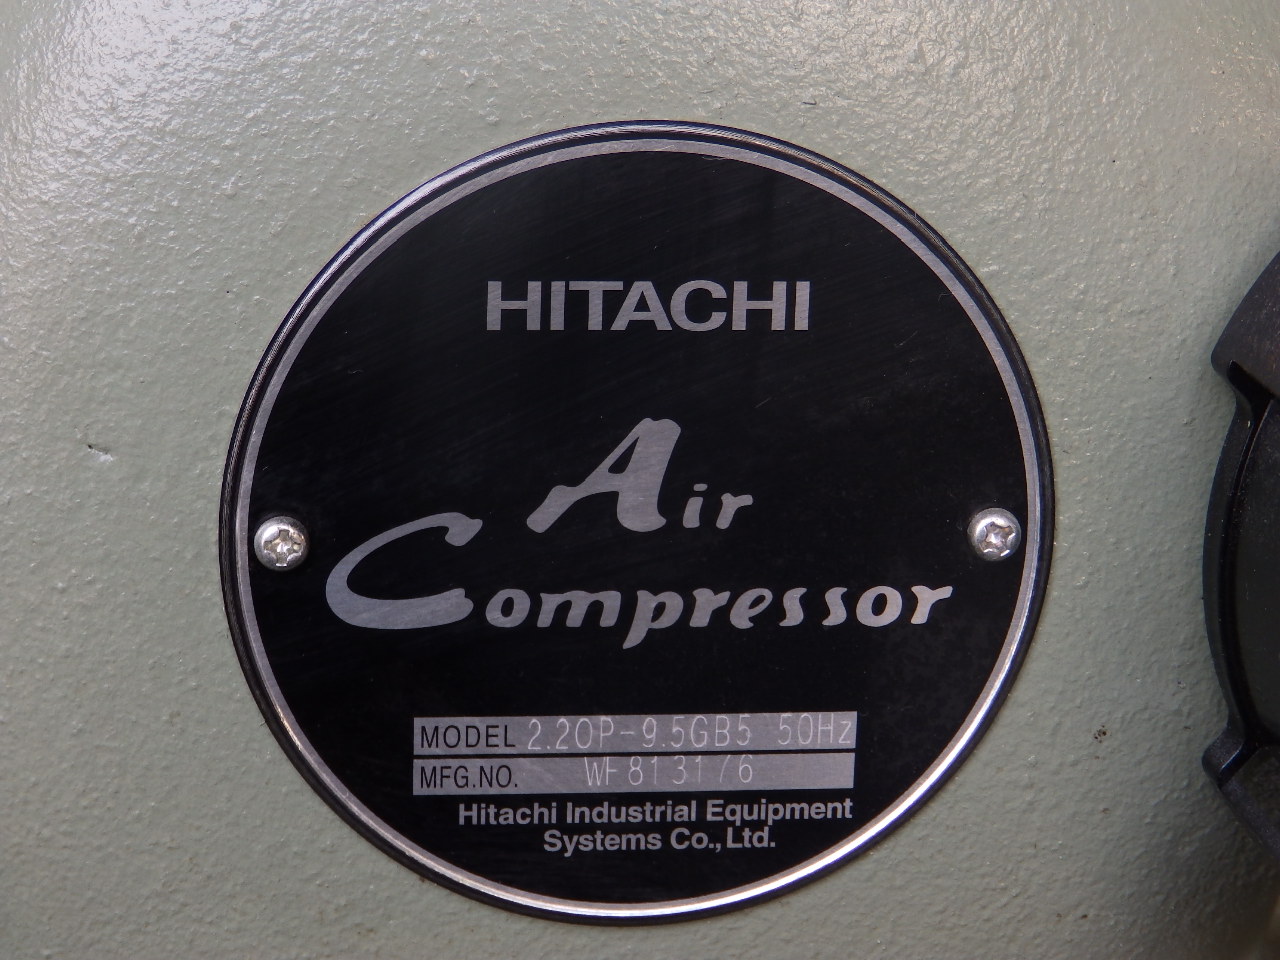 HITACHI
Air
Compressor
MODEL 2.2OP-9.5GB5 50Hz
MFG.NO. WF8131/6
Hitachi Industrial Equipment
Systems Co., Ltd.